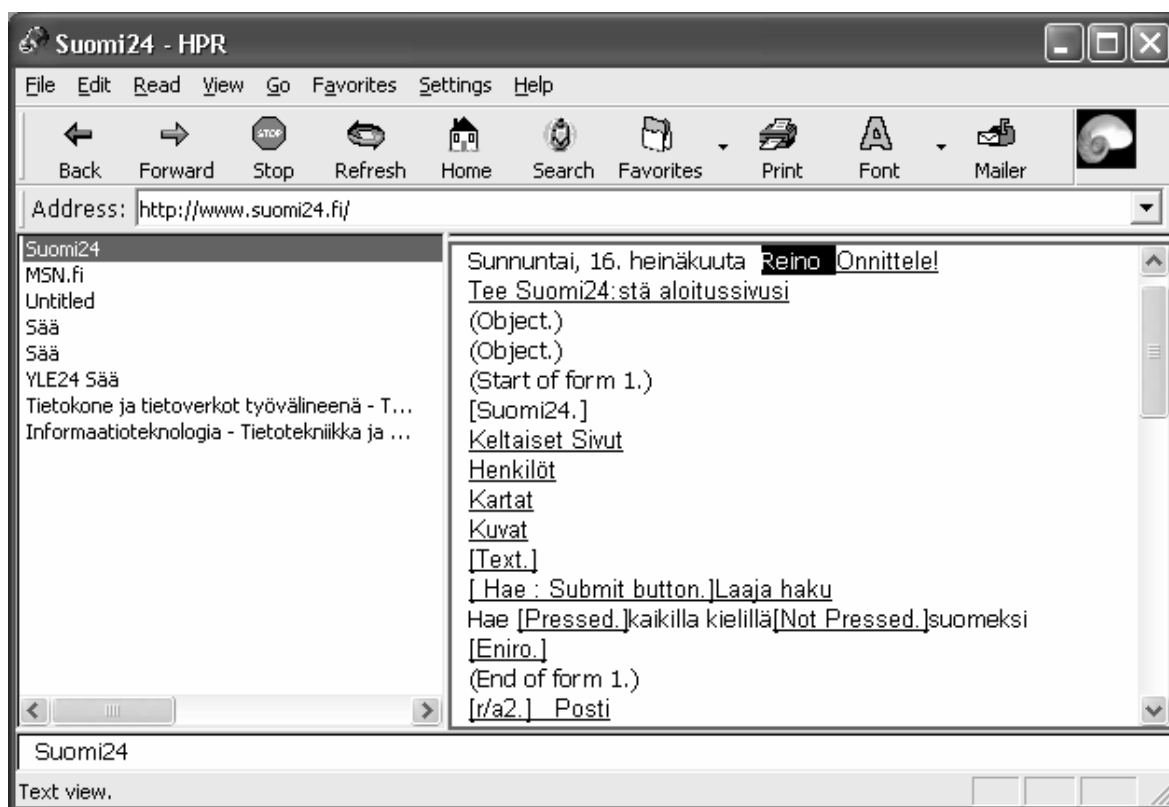 Suomi24 - HPR
File Edit Read View Go Favorites Settings Help
STOP
Back Forward Stop Refresh Home Search Favorites Print Font Mailer
Address: http://www.suomi24.fi/
Suomi24
MSN.fi
Untitled
Sää
Sää
YLE24 Sää
Tietokone ja tietoverkot työvälineenä - T...
Informaatioteknologia - Tietotekniikka ja ...
Sunnuntai, 16. heinäkuuta Reino Onnittele!
Tee Suomi24:stä aloitussivusi
(Object.)
(Object.)
(Start of form 1.)
[Suomi24.]
Keltaiset Sivut
Henkilöt
Kartat
Kuvat
[Text.]
[ Hae : Submit button.]Laaja haku
Hae [Pressed.]kaikilla kielillä[Not Pressed.]suomeksi
[Eniro.]
(End of form 1.)
[r/a2.] Posti
Suomi24
Text view.